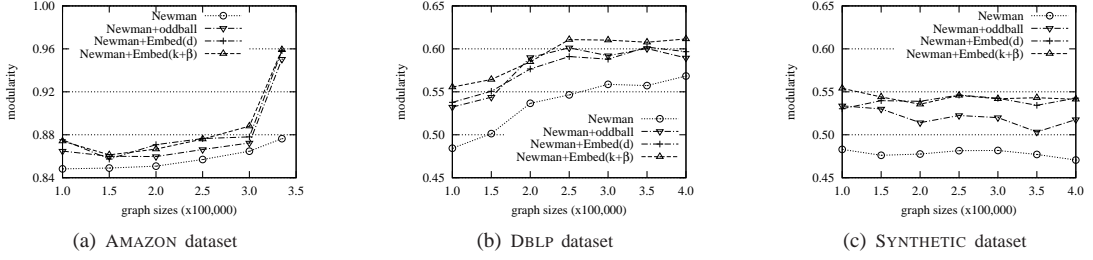 1.00
0.96
0.92
0.88
0.84
modularity
1.0 1.5 2.0 2.5 3.0 3.5
graph sizes (x100,000)
Newman
Newman+oddball
Newman+Embed(d)
Newman+Embed(k+β)
(a) AMAZON dataset
0.65
0.60
0.55
0.50
0.45
modularity
1.0 1.5 2.0 2.5 3.0 3.5 4.0
graph sizes (x100,000)
Newman
Newman+oddball
Newman+Embed(d)
Newman+Embed(k+β)
(b) DBLP dataset
0.65
0.60
0.55
0.50
0.45
modularity
1.0 1.5 2.0 2.5 3.0 3.5 4.0
graph sizes (x100,000)
Newman
Newman+oddball
Newman+Embed(d)
Newman+Embed(k+β)
(c) SYNTHETIC dataset